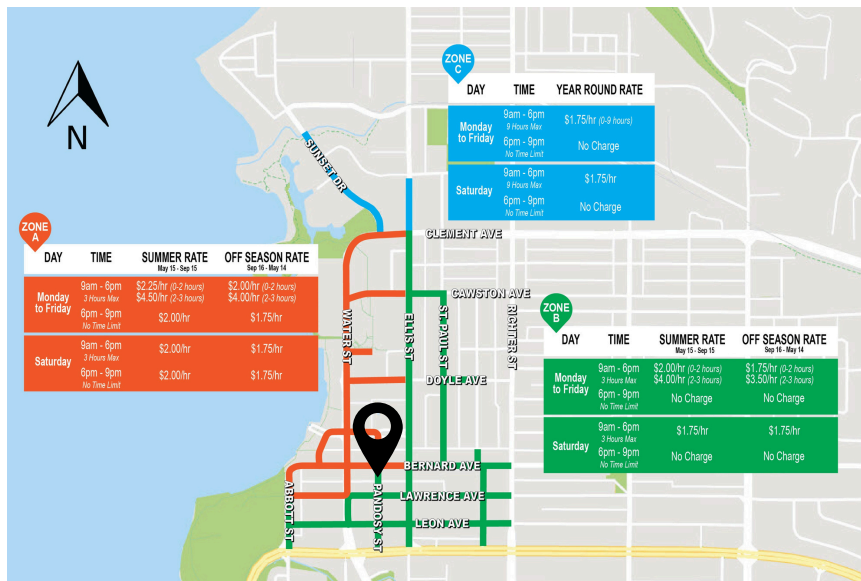 N
ZONE
C
DAY TIME YEAR ROUND RATE
Monday
to Friday
9am - 6pm
9 Hours Max
$1.75/hr (0-9 hours)
6pm - 9pm
No Time Limit
No Charge
Saturday
9am - 6pm
9 Hours Max
$1.75/hr
6pm - 9pm
No Time Limit
No Charge
ZONE
A
DAY TIME SUMMER RATE OFF SEASON RATE
May 15 - Sep 15 Sep 16 - May 14
Monday
to Friday
9am - 6pm
3 Hours Max
$2.25/hr (0-2 hours) $2.00/hr (0-2 hours)
$4.50/hr (2-3 hours) $4.00/hr (2-3 hours)
6pm - 9pm
No Time Limit
$2.00/hr $1.75/hr
Saturday
9am - 6pm
3 Hours Max
$2.00/hr $1.75/hr
6pm - 9pm
No Time Limit
$2.00/hr $1.75/hr
ZONE
B
DAY TIME SUMMER RATE OFF SEASON RATE
May 15 - Sep 15 Sep 16 - May 14
Monday
to Friday
9am - 6pm
3 Hours Max
$2.00/hr (0-2 hours) $1.75/hr (0-2 hours)
$4.00/hr (2-3 hours) $3.50/hr (2-3 hours)
6pm - 9pm
No Time Limit
No Charge No Charge
Saturday
9am - 6pm
3 Hours Max
$1.75/hr $1.75/hr
6pm - 9pm
No Time Limit
No Charge No Charge
SUNSET DR
CLEMENT AVE
CAWSTON AVE
WATER ST
ELLIS ST
ST. PAUL ST
RICHTER ST
DOYLE AVE
BERNARD AVE
ABBOTT ST
PANDOSY ST
LAWRENCE AVE
LEON AVE